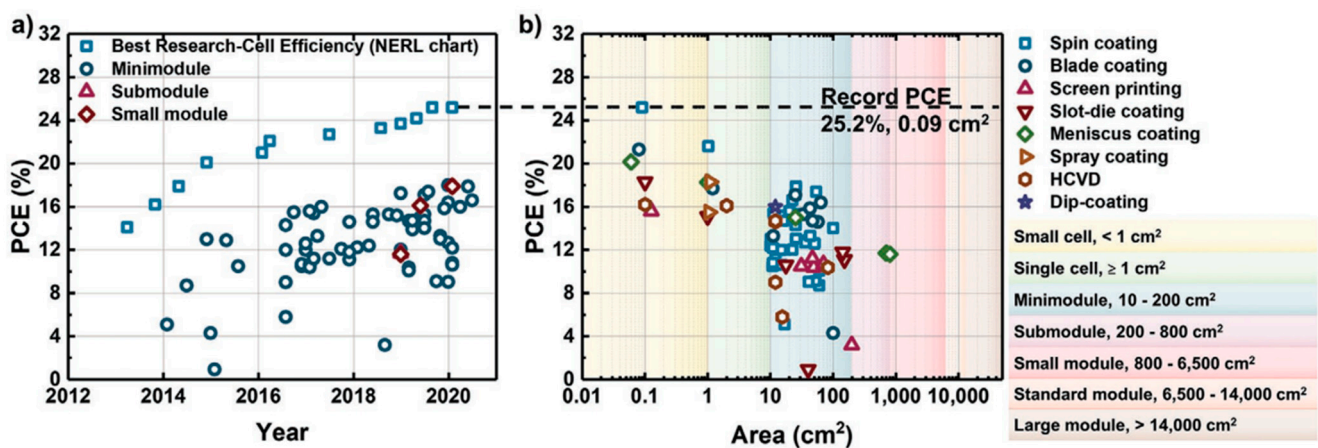 a)
32
28
24
20
16
12
8
4
0
PCE (%)
Best Research-Cell Efficiency (NERL chart)
Minimodule
Submodule
Small module
2012
2014
2016
2018
2020
Year
b)
32
28
24
20
16
12
8
4
0
PCE (%)
Record PCE
25.2%, 0.09 cm²
0.01
0.1
1
10
100
1,000
10,000
Area (cm²)
Spin coating
Blade coating
Screen printing
Slot-die coating
Meniscus coating
Spray coating
HCVD
Dip-coating
Small cell, < 1 cm²
Single cell, ≥ 1 cm²
Minimodule, 10 - 200 cm²
Submodule, 200 - 800 cm²
Small module, 800 - 6,500 cm²
Standard module, 6,500 - 14,000 cm²
Large module, > 14,000 cm²